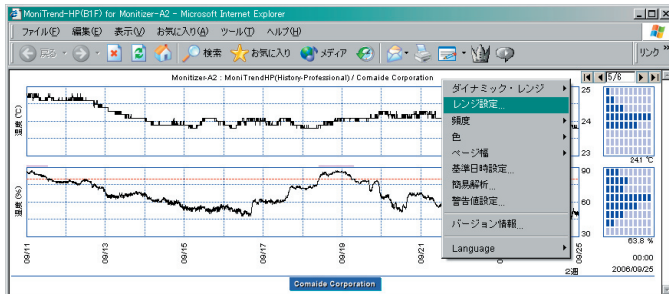 MoniTrend-HP(B1F) for Monitizer-A2 - Microsoft Internet Explorer
ファイル(F) 編集(E) 表示(V) お気に入り(A) ツール(T) ヘルプ(H)
戻る 検索 お気に入り メディア リンク »
Monitizer-A2 : MoniTrendHP(History-Professional) / Comaide Corporation
5/6
ダイナミック・レンジ
レンジ設定...
頻度
色
ページ幅
基準日時設定...
簡易解析...
警告値設定...
バージョン情報...
Language
温度 (℃)
25
24
23
24.1 ℃
湿度 (%)
90
60
30
63.8 %
09/11 09/13 09/15 09/17 09/19 09/21 09/25
00:00
2週 2006/09/25
Comaide Corporation